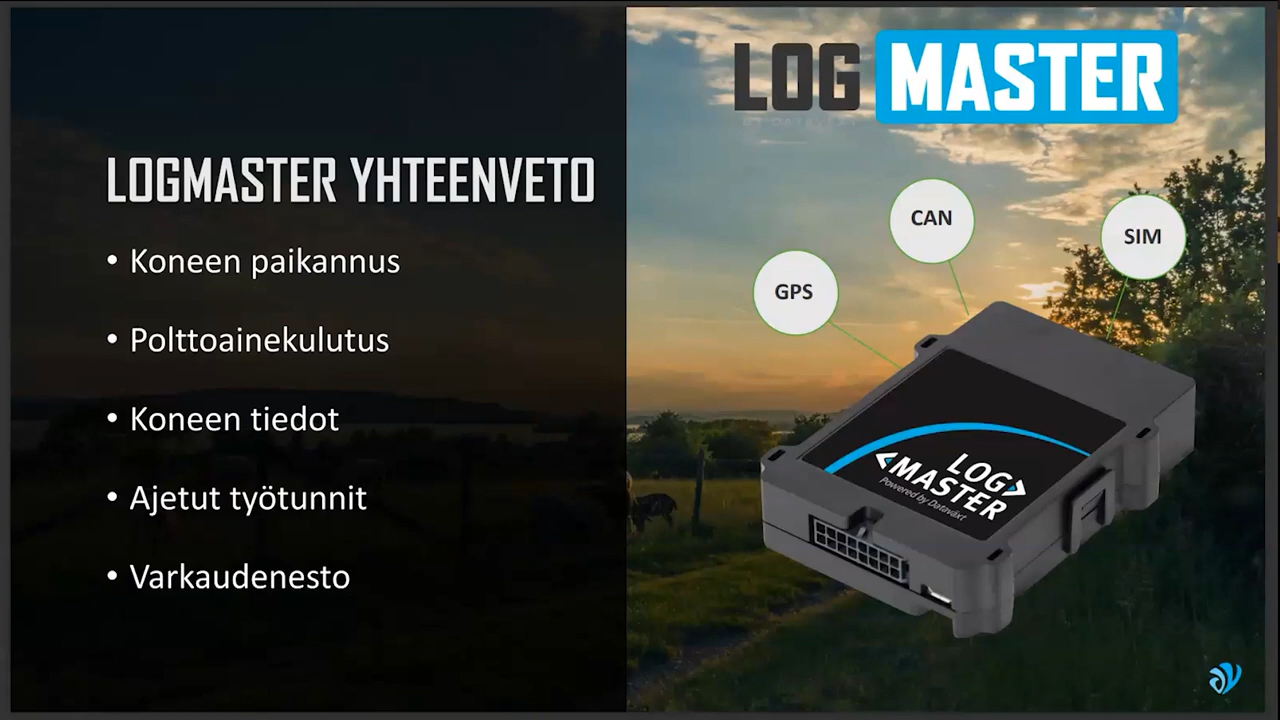 LOGMASTER YHTEENVETO
• Koneen paikannus
• Polttoainekulutus
• Koneen tiedot
• Ajetut työtunnit
• Varkaudenesto
LOG MASTER
CAN
SIM
GPS
LOG
MASTER
Powered by Dataväxt